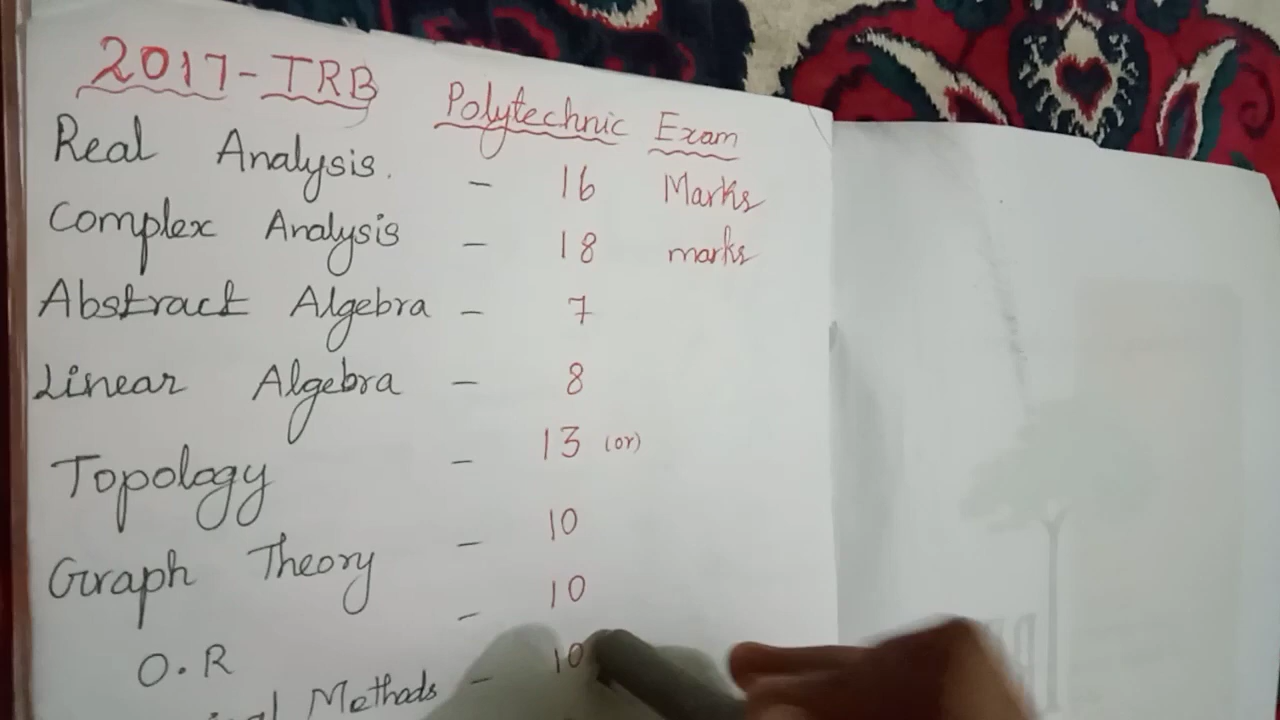 2017-TRB Polytechnic Exam
Real Analysis. - 16 Marks
Complex Analysis - 18 marks
Abstract Algebra - 7
Linear Algebra - 8
Topology - 13 (or)
Graph Theory - 10
O.R - 10
Methods - 10